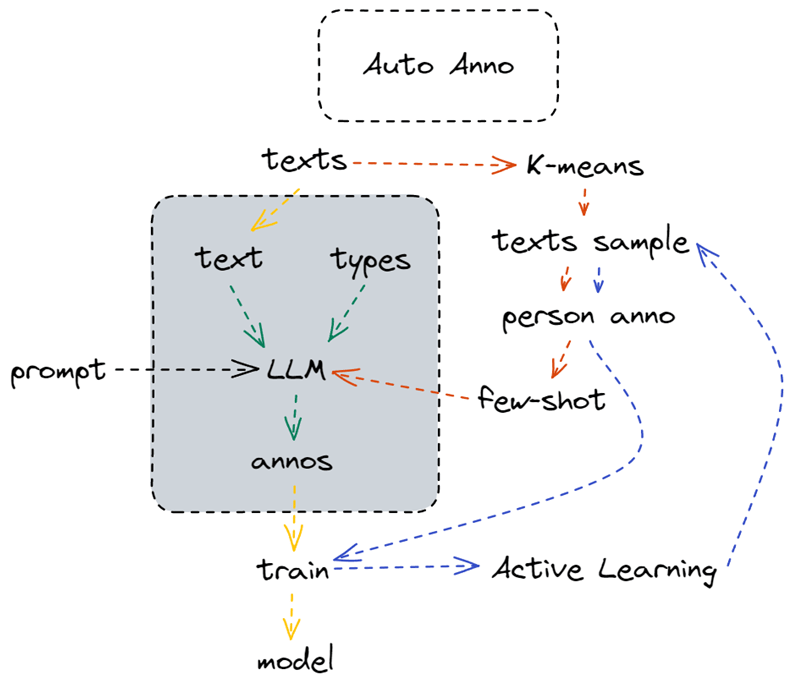 Auto Anno
texts
K-means
texts sample
text
types
person anno
prompt
LLM
few-shot
annos
train
Active Learning
model